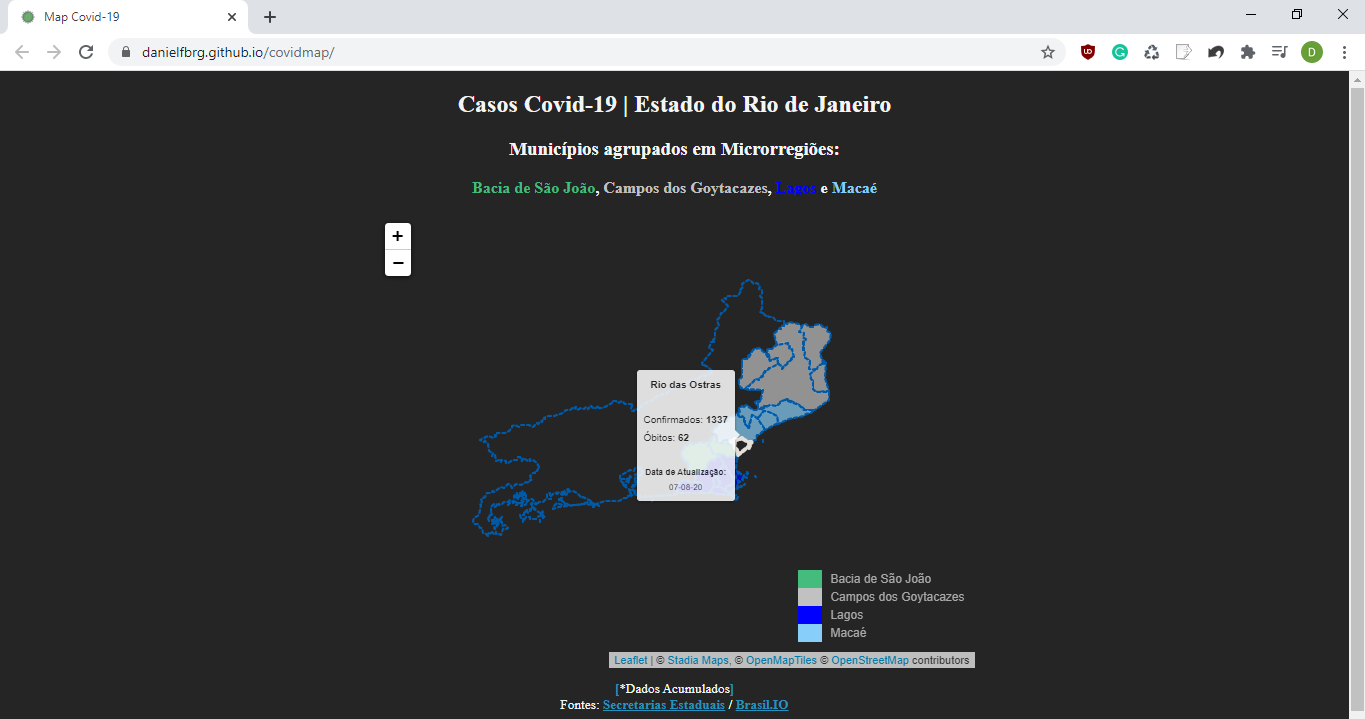 Map Covid-19
danielfbrg.github.io/covidmap/
D
Casos Covid-19 | Estado do Rio de Janeiro
Municípios agrupados em Microrregiões:
Bacia de São João, Campos dos Goytacazes, Lagos e Macaé
+
−
Rio das Ostras
Confirmados: 1337
Óbitos: 62
Data de Atualização:
07-08-20
Bacia de São João
Campos dos Goytacazes
Lagos
Macaé
Leaflet | © Stadia Maps, © OpenMapTiles © OpenStreetMap contributors
[*Dados Acumulados]
Fontes: Secretarias Estaduais / Brasil.IO